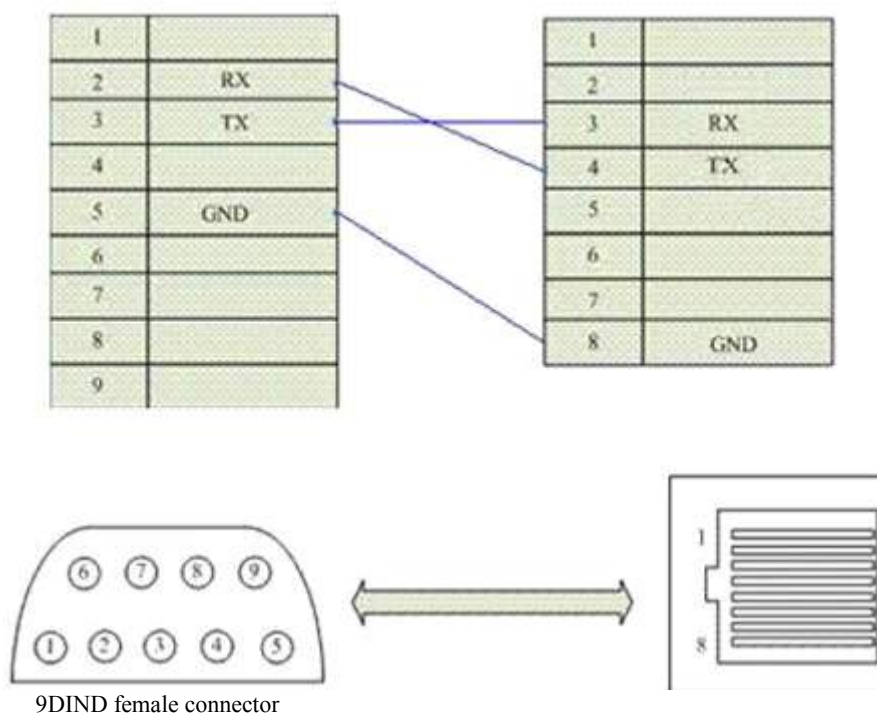 1
2 RX
3 TX
4
5 GND
6
7
8
9
1
2
3 RX
4 TX
5
6
7
8 GND
6 7 8 9
1 2 3 4 5
1
8
9DIND female connector